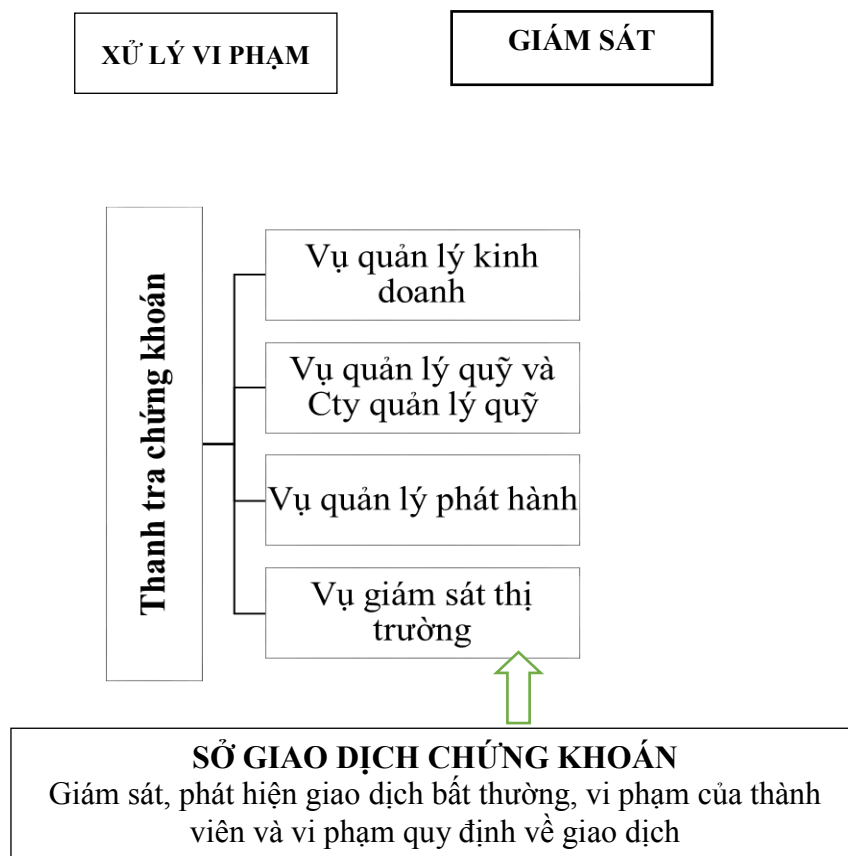 XỬ LÝ VI PHẠM
GIÁM SÁT
Thanh tra chứng khoán
Vụ quản lý kinh
doanh
Vụ quản lý quỹ và
Cty quản lý quỹ
Vụ quản lý phát hành
Vụ giám sát thị
trường
SỞ GIAO DỊCH CHỨNG KHOÁN
Giám sát, phát hiện giao dịch bất thường, vi phạm của thành
viên và vi phạm quy định về giao dịch